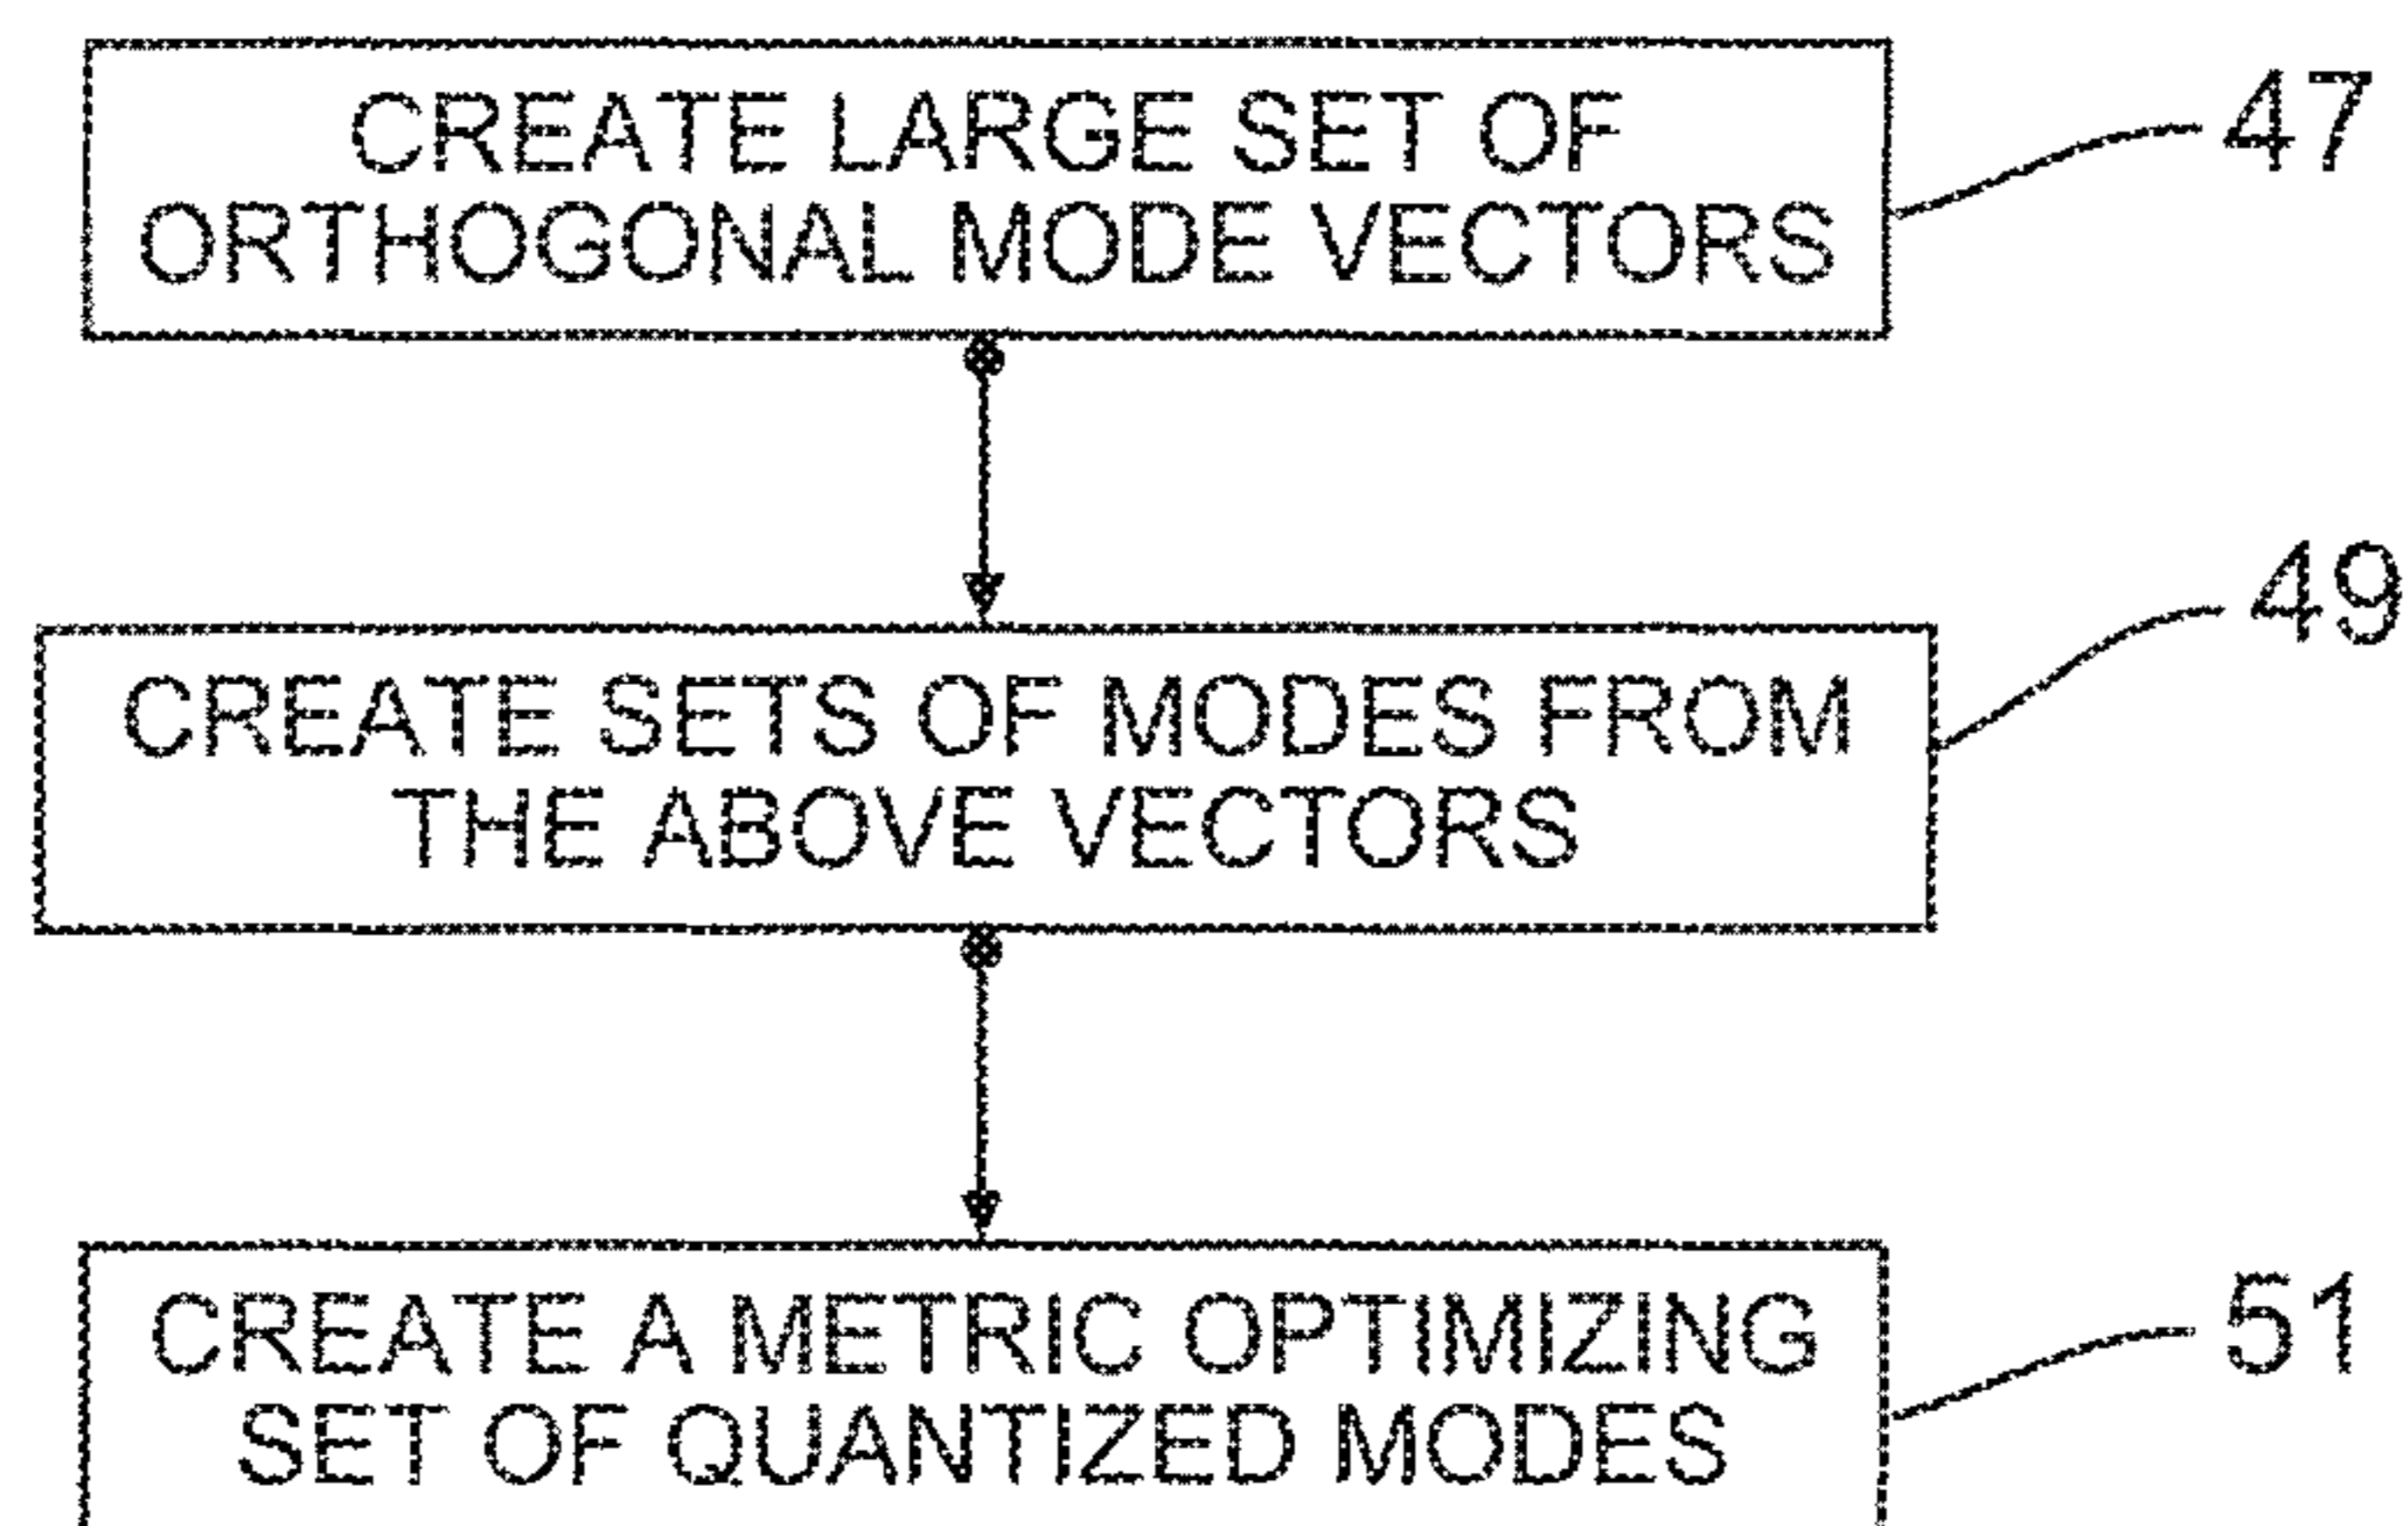 CREATE LARGE SET OF
ORTHOGONAL MODE VECTORS
47
CREATE SETS OF MODES FROM
THE ABOVE VECTORS
49
CREATE A METRIC OPTIMIZING
SET OF QUANTIZED MODES
51